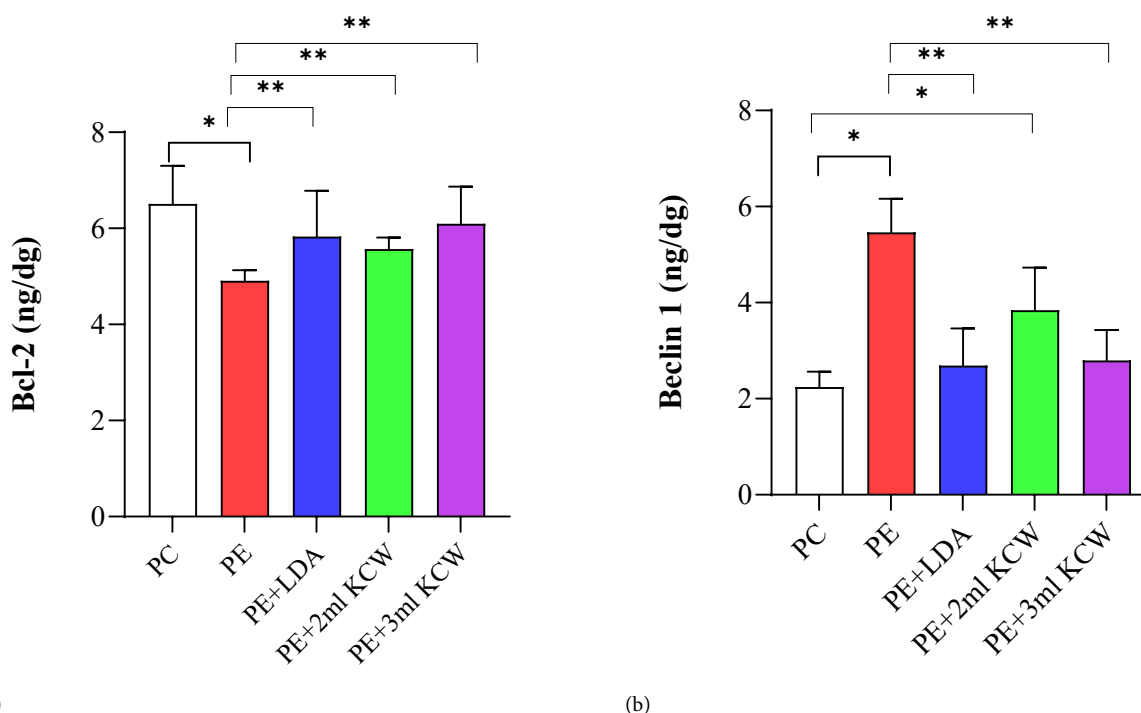 **
**
**
*
8
6
4
2
0
Bcl-2 (ng/dg)
PC
PE
PE+LDA
PE+2ml KCW
PE+3ml KCW
**
**
*
*
8
6
4
2
0
Beclin 1 (ng/dg)
PC
PE
PE+LDA
PE+2ml KCW
PE+3ml KCW
)
(b)